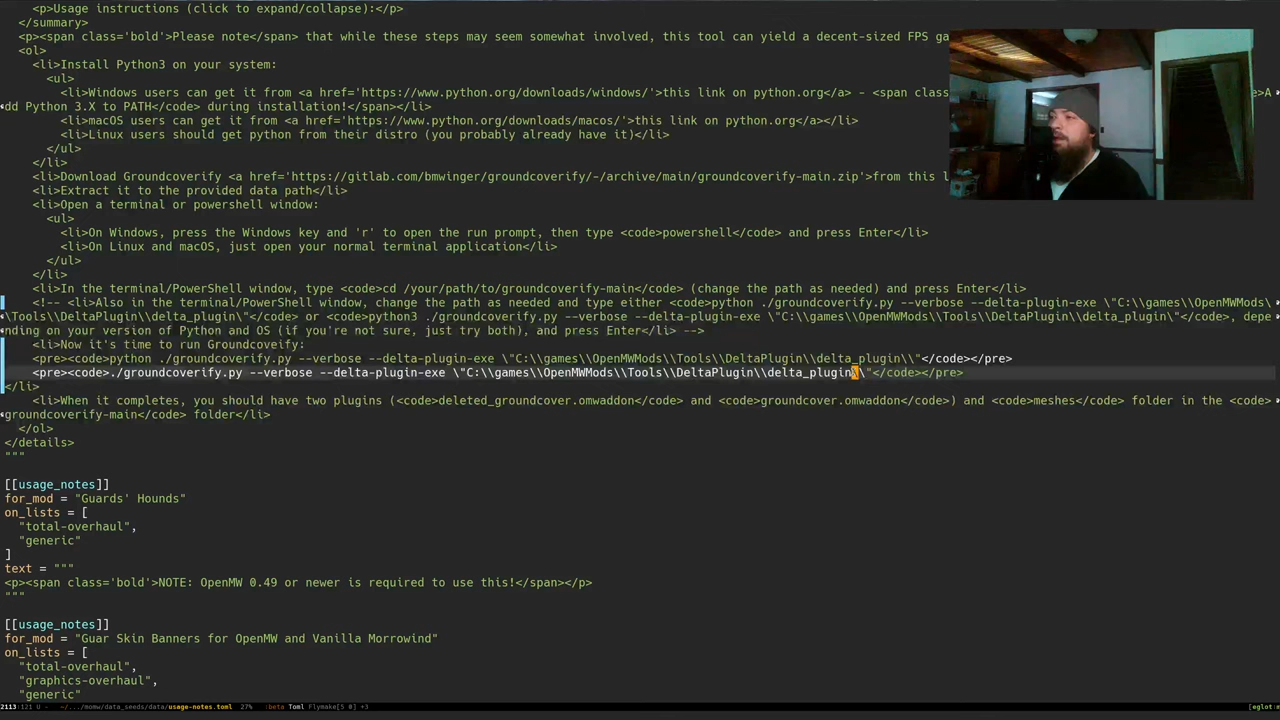 <p>Usage instructions (click to expand/collapse):</p>
</summary>
<p><span class='bold'>Please note</span> that while these steps may seem somewhat involved, this tool can yield a decent-sized FPS ga
<ol>
<li>Install Python3 on your system:
<ul>
<li>Windows users can get it from <a href='https://www.python.org/downloads/windows/'>this link on python.org</a> - <span class >A
dd Python 3.X to PATH</code> during installation!</span></li>
<li>macOS users can get it from <a href='https://www.python.org/downloads/macos/'>this link on python.org</a></li>
<li>Linux users should get python from their distro (you probably already have it)</li>
</ul>
</li>
<li>Download Groundcoverify <a href='https://gitlab.com/bmwinger/groundcoverify/-/archive/main/groundcoverify-main.zip'>from this l
<li>Extract it to the provided data path</li>
<li>Open a terminal or powershell window:
<ul>
<li>On Windows, press the Windows key and 'r' to open the run prompt, then type <code>powershell</code> and press Enter</li>
<li>On Linux and macOS, just open your normal terminal application</li>
</ul>
</li>
<li>In the terminal/PowerShell window, type <code>cd /your/path/to/groundcoverify-main</code> (change the path as needed) and press Enter</li>
<!-- <li>Also in the terminal/PowerShell window, change the path as needed and type either <code>python ./groundcoverify.py --verbose --delta-plugin-exe \"C:\\games\\OpenMWMods\
\Tools\\DeltaPlugin\\delta_plugin\"</code> or <code>python3 ./groundcoverify.py --verbose --delta-plugin-exe \"C:\\games\\OpenMWMods\\Tools\\DeltaPlugin\\delta_plugin\"</code>, depe
nding on your version of Python and OS (if you're not sure, just try both), and press Enter</li> -->
<li>Now it's time to run Groundcoveife:
<pre><code>python ./groundcoverify.py --verbose --delta-plugin-exe \"C:\\games\\OpenMWMods\\Tools\\DeltaPlugin\\delta_plugin\\"</code></pre>
<pre><code>./groundcoverify.py --verbose --delta-plugin-exe \"C:\\games\\OpenMWMods\\Tools\\DeltaPlugin\\delta_plugin\\"</code></pre>
</li>
<li>When it completes, you should have two plugins (<code>deleted_groundcover.omwaddon</code> and <code>groundcover.omwaddon</code>) and <code>meshes</code> folder in the <code>
groundcoverify-main</code> folder</li>
</ol>
</details>
"""
[[usage_notes]]
for_mod = "Guards' Hounds"
on_lists = [
"total-overhaul",
"generic"
]
text = """
<p><span class='bold'>NOTE: OpenMW 0.49 or newer is required to use this!</span></p>
"""
[[usage_notes]]
for_mod = "Guar Skin Banners for OpenMW and Vanilla Morrowind"
on_lists = [
"total-overhaul",
"graphics-overhaul",
"generic"
2113:121 U ~ ~/.../momw/data_seeds/data/usage-notes.toml 27% :beta Toml Flymake[5 0] +3 [eglot:m